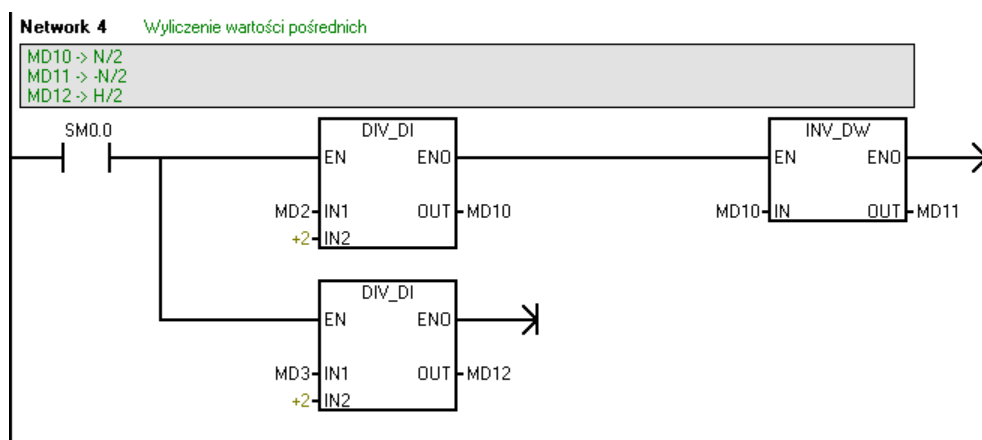 Network 4 Wyliczenie wartości pośrednich
MD10 -> N/2
MD11 -> -N/2
MD12 -> H/2
SM0.0
DIV_DI
INV_DW
EN ENO
EN ENO
MD2 IN1 OUT MD10
MD10 IN OUT MD11
+2 IN2
DIV_DI
EN ENO
MD3 IN1 OUT MD12
+2 IN2